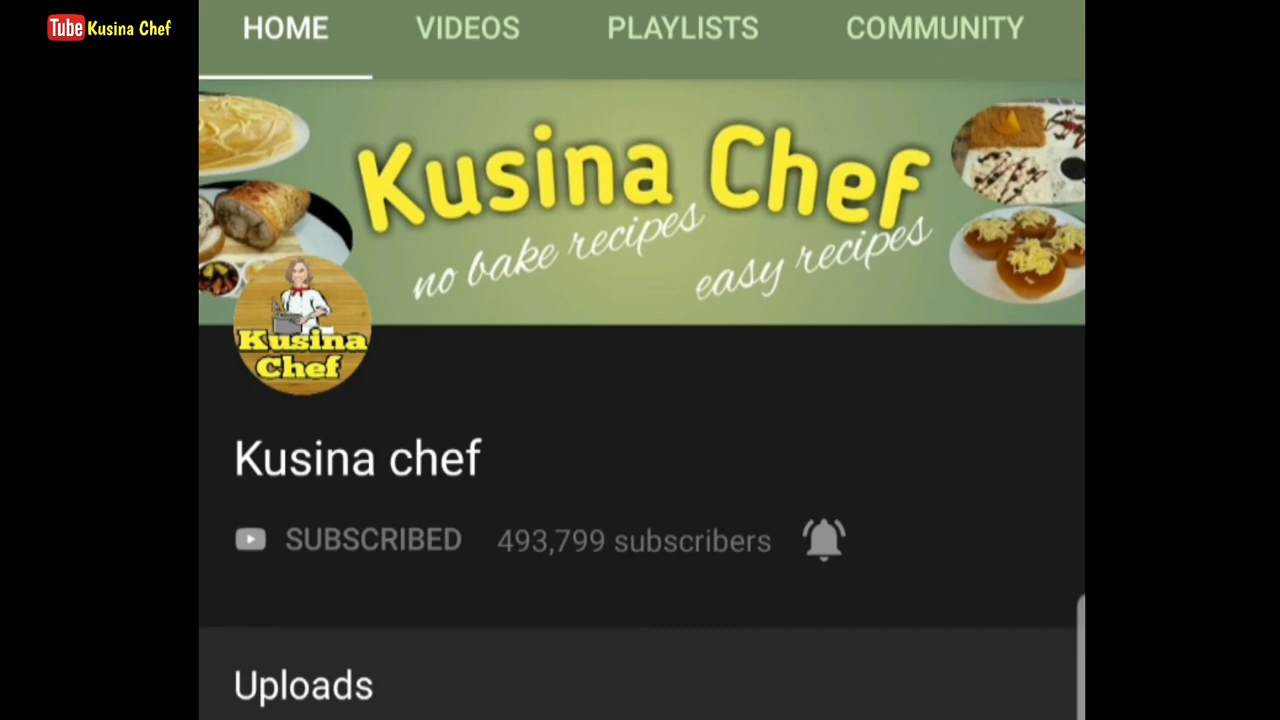 Tube Kusina Chef
HOME VIDEOS PLAYLISTS COMMUNITY
Kusina Chef
no bake recipes
easy recipes
Kusina
Chef
Kusina chef
SUBSCRIBED 493,799 subscribers
Uploads